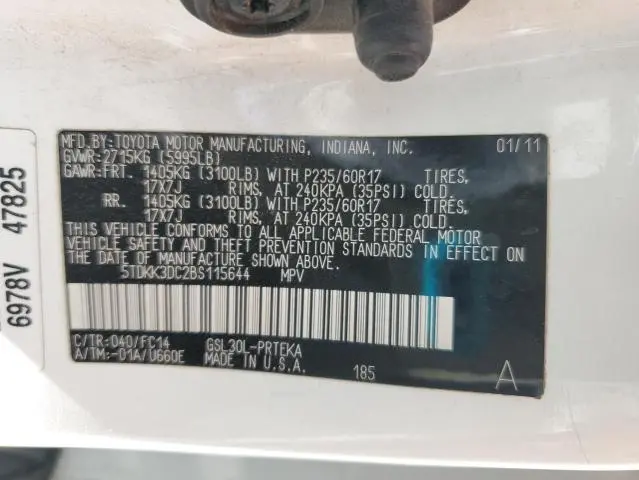 MFD.BY:TOYOTA MOTOR MANUFACTURING, INDIANA, INC. 01/11
GVWR:2715KG (5995LB)
GAWR:FRT. 1405KG (3100LB) WITH P235/60R17 TIRES,
17X7J RIMS, AT 240KPA (35PSI) COLD.
RR. 1405KG (3100LB) WITH P235/60R17 TIRES,
17X7J RIMS, AT 240KPA (35PSI) COLD.
THIS VEHICLE CONFORMS TO ALL APPLICABLE FEDERAL MOTOR
VEHICLE SAFETY AND THEFT PREVENTION STANDARDS IN EFFECT ON
THE DATE OF MANUFACTURE SHOWN ABOVE.
5TDKK3DC2BS115644 MPV
C/TR:040/FC14 GSL30L-PRTEKA
A/TM:-01A/U660E MADE IN U.S.A.
185 A
6978V 47825